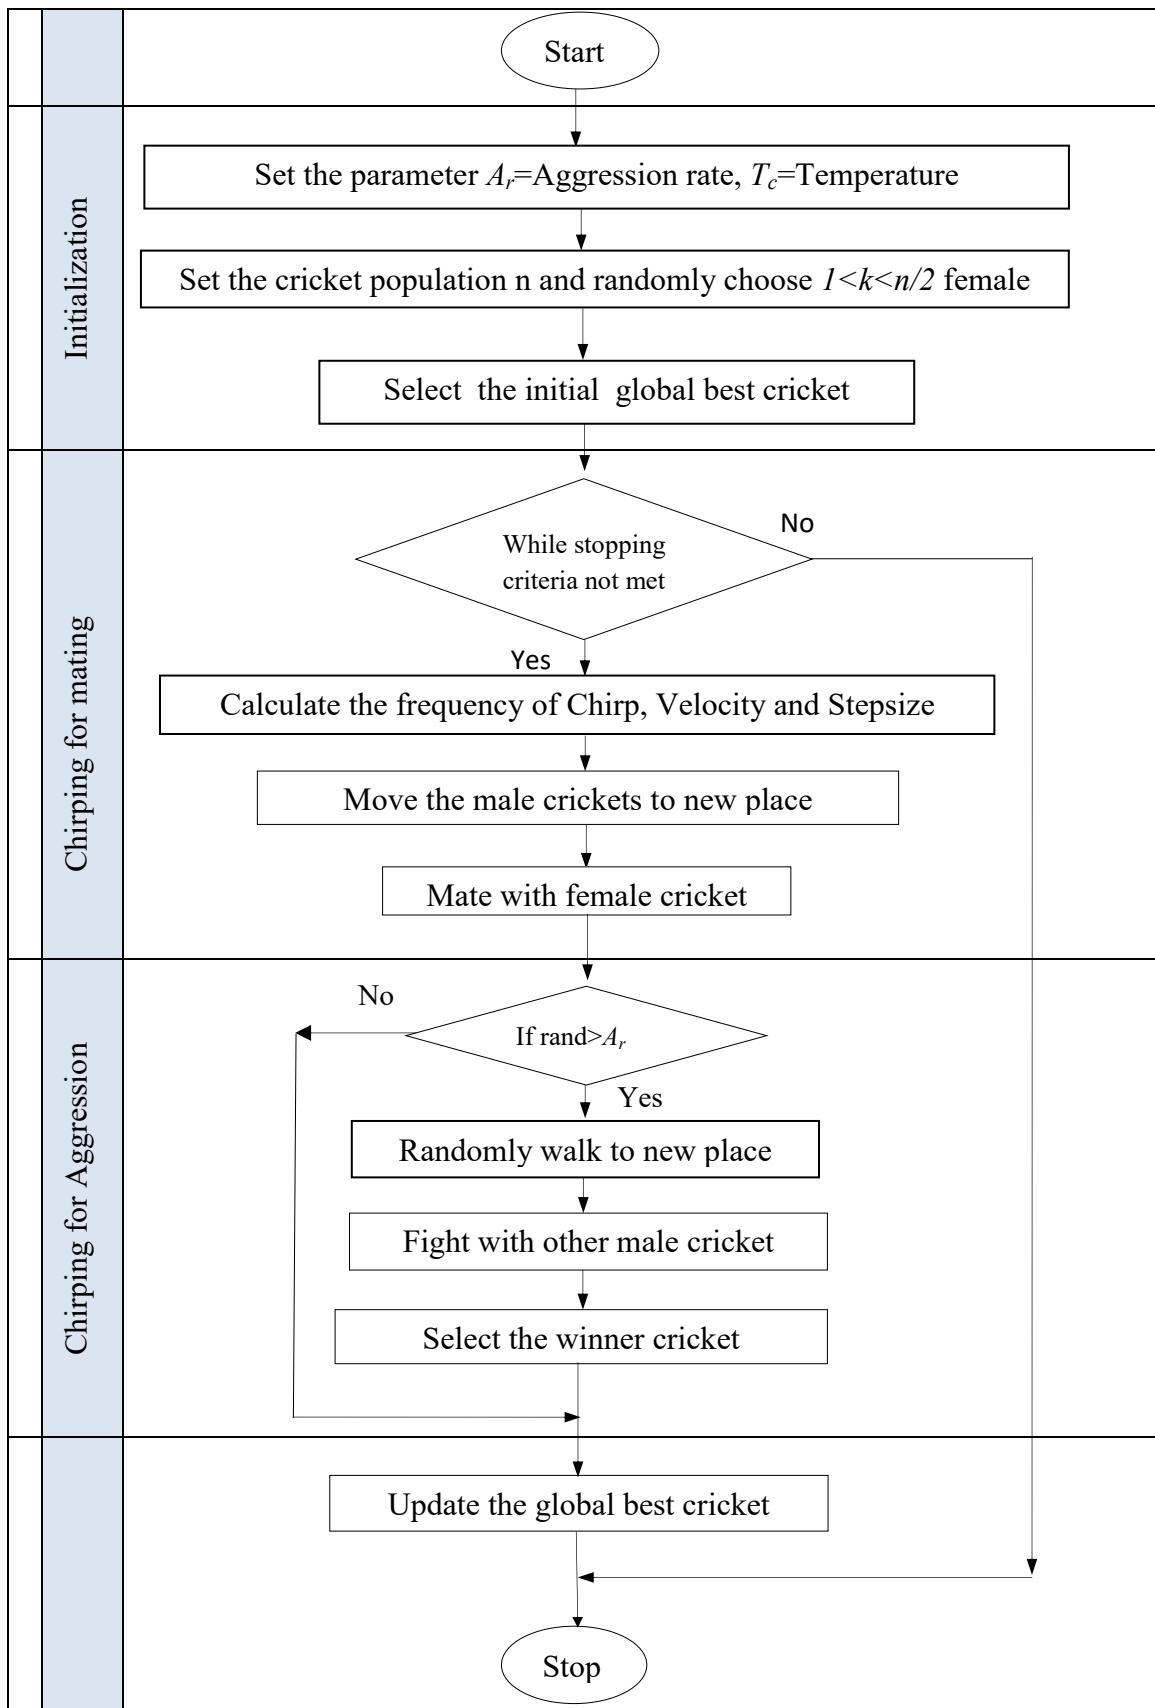 Start
Initialization
Set the parameter Ar=Aggression rate, Tc=Temperature
Set the cricket population n and randomly choose 1<k<n/2 female
Select the initial global best cricket
Chirping for mating
While stopping
criteria not met
No
Yes
Calculate the frequency of Chirp, Velocity and Stepsize
Move the male crickets to new place
Mate with female cricket
Chirping for Aggression
No
If rand>Ar
Yes
Randomly walk to new place
Fight with other male cricket
Select the winner cricket
Update the global best cricket
Stop